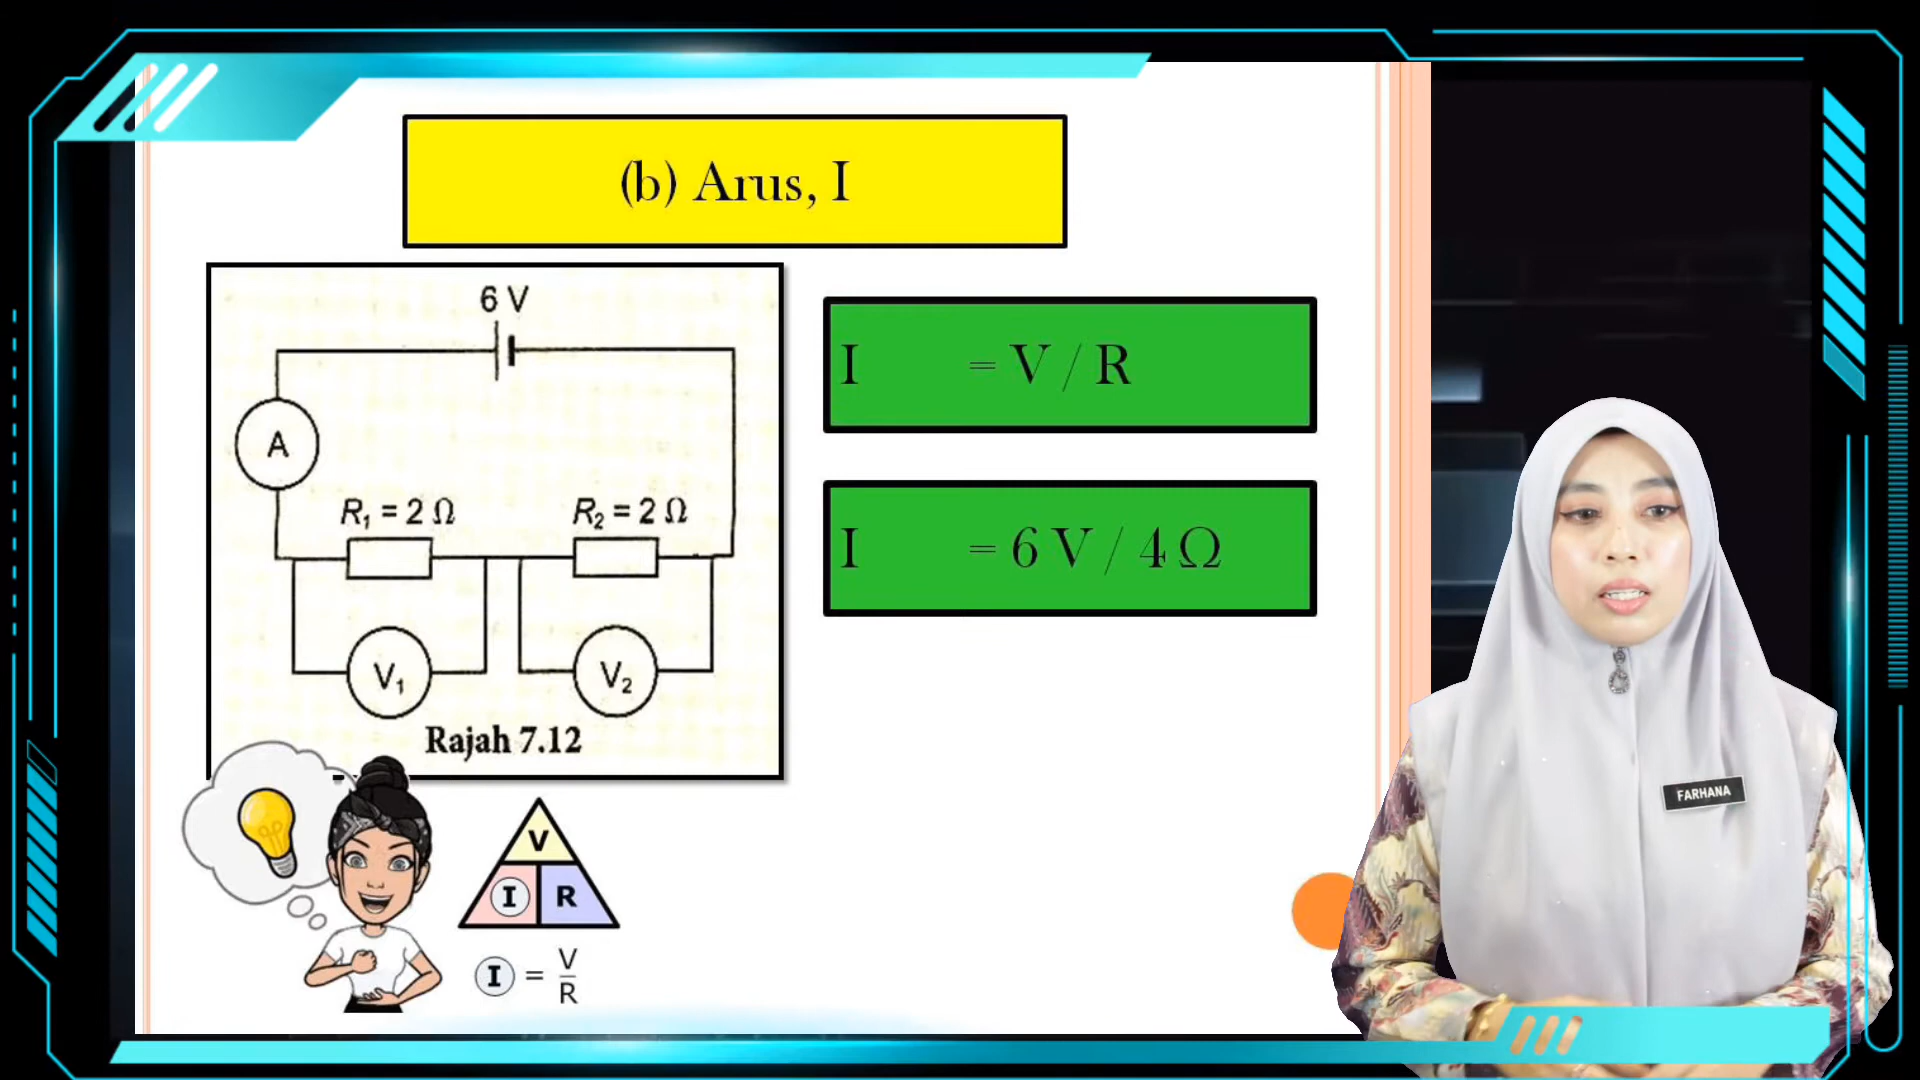 (b) Arus, I
6 V
A
R₁ = 2 Ω
R₂ = 2 Ω
V₁
V₂
Rajah 7.12
I = V / R
I = 6 V / 4 Ω
V
I R
I = V/R
FARHANA